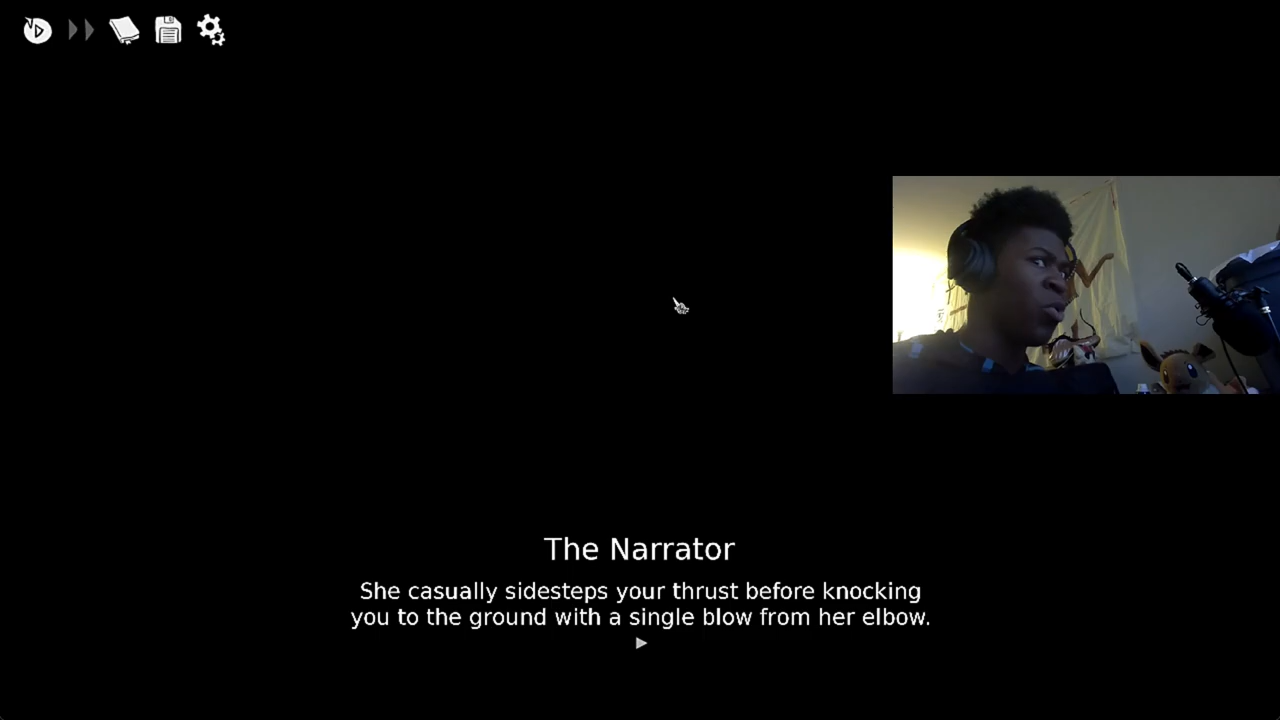 The Narrator
She casually sidesteps your thrust before knocking
you to the ground with a single blow from her elbow.